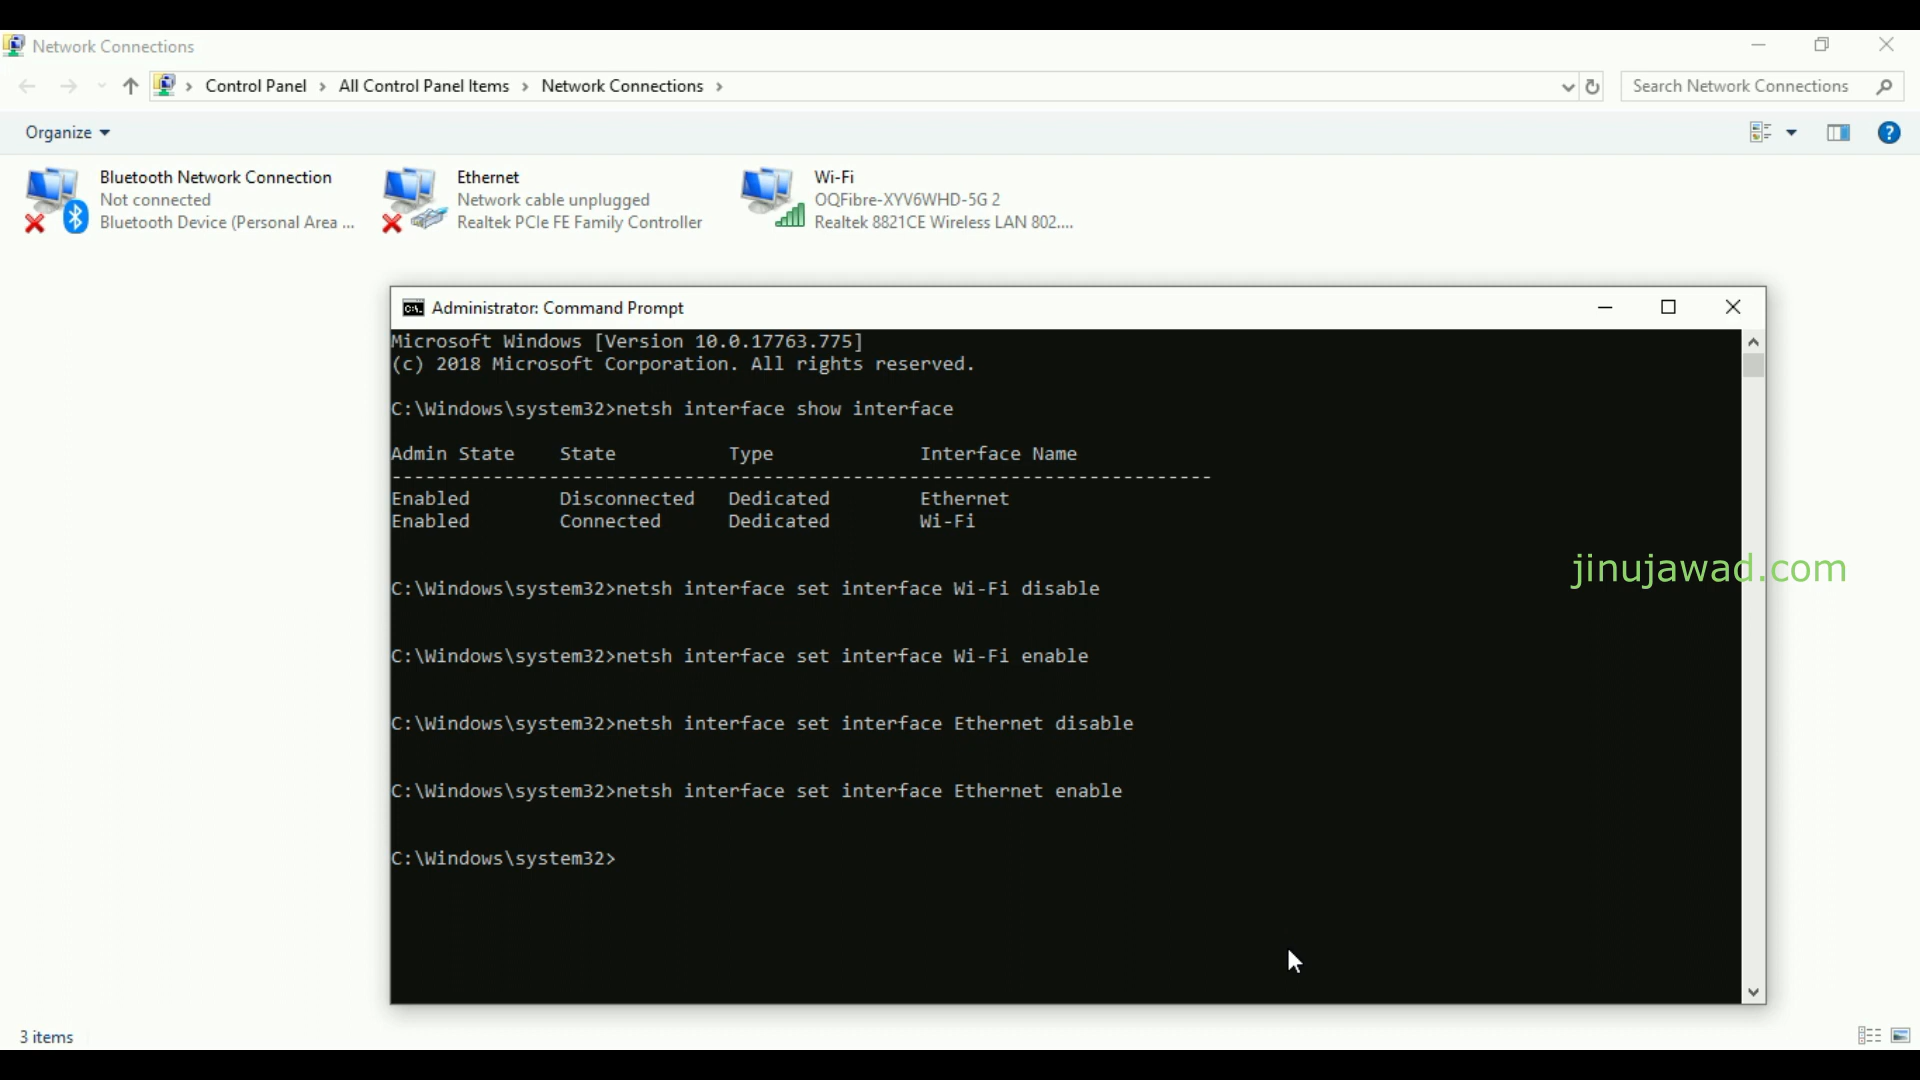 Network Connections
Control Panel > All Control Panel Items > Network Connections >
Search Network Connections
Organize
Bluetooth Network Connection
Not connected
Bluetooth Device (Personal Area ...
Ethernet
Network cable unplugged
Realtek PCIe FE Family Controller
Wi-Fi
OQFibre-XYV6WHD-5G 2
Realtek 8821CE Wireless LAN 802....
Administrator: Command Prompt
Microsoft Windows [Version 10.0.17763.775]
(c) 2018 Microsoft Corporation. All rights reserved.
C:\Windows\system32>netsh interface show interface
Admin State    State          Type             Interface Name
-------------------------------------------------------------------------
Enabled        Disconnected   Dedicated        Ethernet
Enabled        Connected      Dedicated        Wi-Fi
C:\Windows\system32>netsh interface set interface Wi-Fi disable
C:\Windows\system32>netsh interface set interface Wi-Fi enable
C:\Windows\system32>netsh interface set interface Ethernet disable
C:\Windows\system32>netsh interface set interface Ethernet enable
C:\Windows\system32>
jinujawad.com
3 items